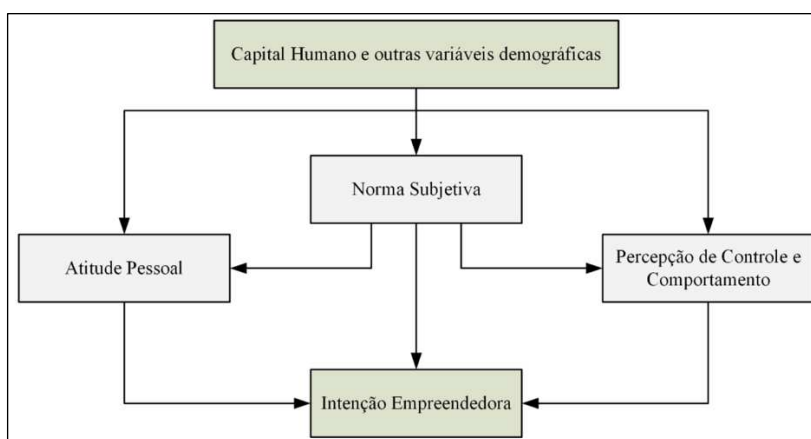 Capital Humano e outras variáveis demográficas
Norma Subjetiva
Atitude Pessoal
Percepção de Controle e
Comportamento
Intenção Empreendedora